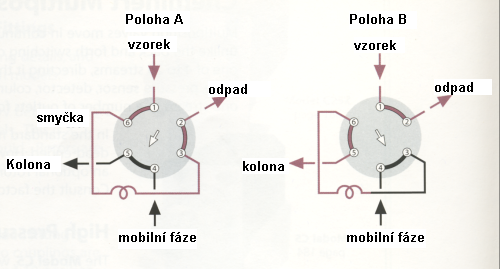 Poloha A
vzorek
odpad
smyčka
1
2
3
4
5
6
Kolona
mobilní fáze
Poloha B
vzorek
odpad
1
2
3
4
5
6
kolona
mobilní fáze